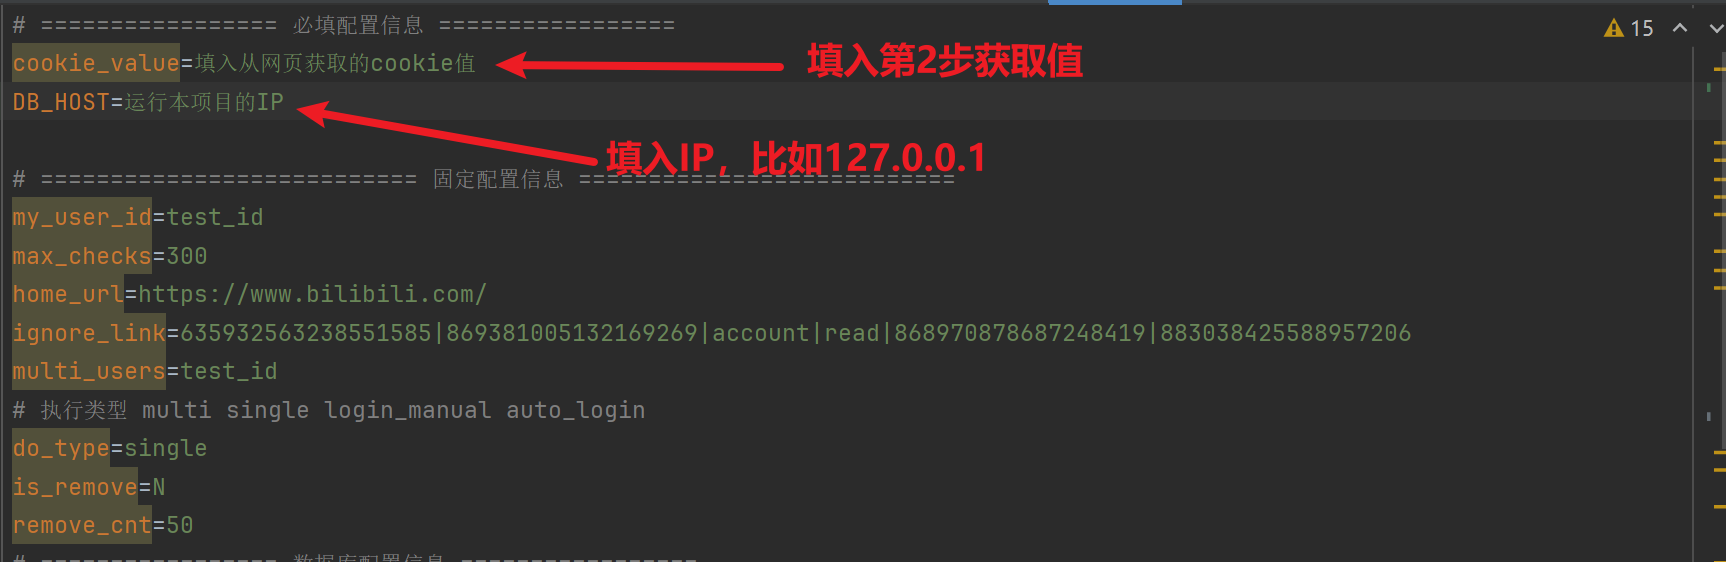 # ================= 必填配置信息 =================
15
cookie_value=填入从网页获取的cookie值
填入第2步获取值
DB_HOST=运行本项目的IP
填入IP，比如127.0.0.1
# =========================== 固定配置信息 ===========================
my_user_id=test_id
max_checks=300
home_url=https://www.bilibili.com/
ignore_link=635932563238551585|869381005132169269|account|read|868970878687248419|883038425588957206
multi_users=test_id
# 执行类型 multi single login_manual auto_login
do_type=single
is_remove=N
remove_cnt=50
# ================= 数据库配置信息 =================